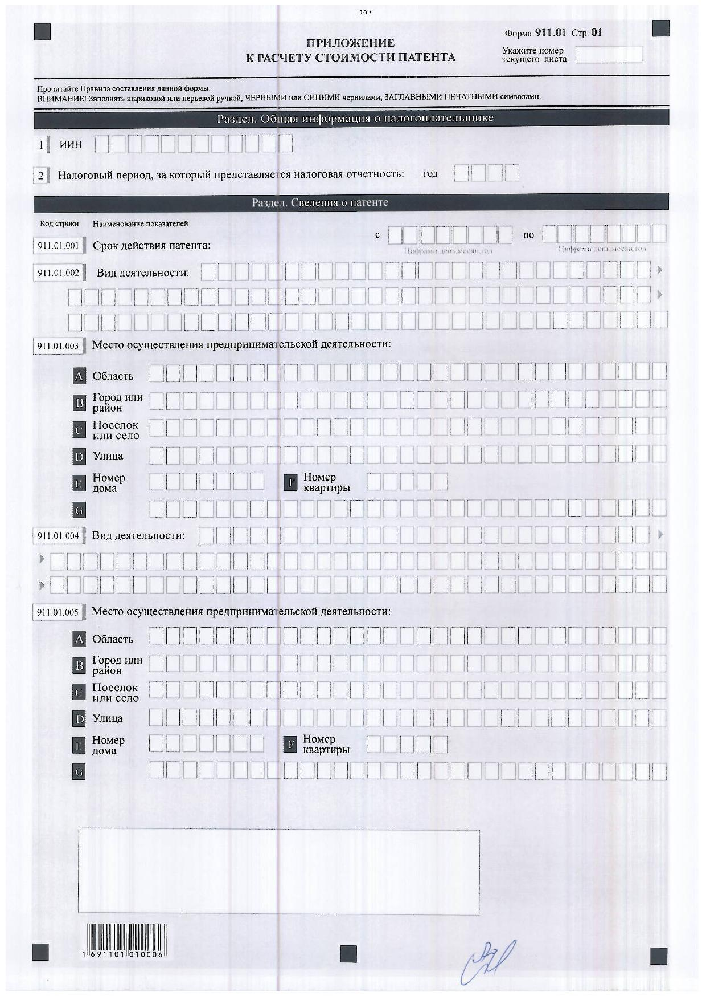 387
Форма 911.01 Стр. 01
ПРИЛОЖЕНИЕ
К РАСЧЕТУ СТОИМОСТИ ПАТЕНТА
Укажите номер
текущего листа
Прочитайте Правила составления данной формы.
ВНИМАНИЕ! Заполнять шариковой или перьевой ручкой, ЧЕРНЫМИ или СИНИМИ чернилами, ЗАГЛАВНЫМИ ПЕЧАТНЫМИ символами.
Раздел. Общая информация о налогоплательщике
1 ИИН
2 Налоговый период, за который представляется налоговая отчетность: год
Раздел. Сведения о патенте
Код строки Наименование показателей
911.01.001 Срок действия патента: с по
Цифрами день,месяц,год Цифрами день,месяц,год
911.01.002 Вид деятельности:
911.01.003 Место осуществления предпринимательской деятельности:
A Область
B Город или
район
C Поселок
или село
D Улица
E Номер
дома
F Номер
квартиры
G
911.01.004 Вид деятельности:
911.01.005 Место осуществления предпринимательской деятельности:
A Область
B Город или
район
C Поселок
или село
D Улица
E Номер
дома
F Номер
квартиры
G
1 691101 010006